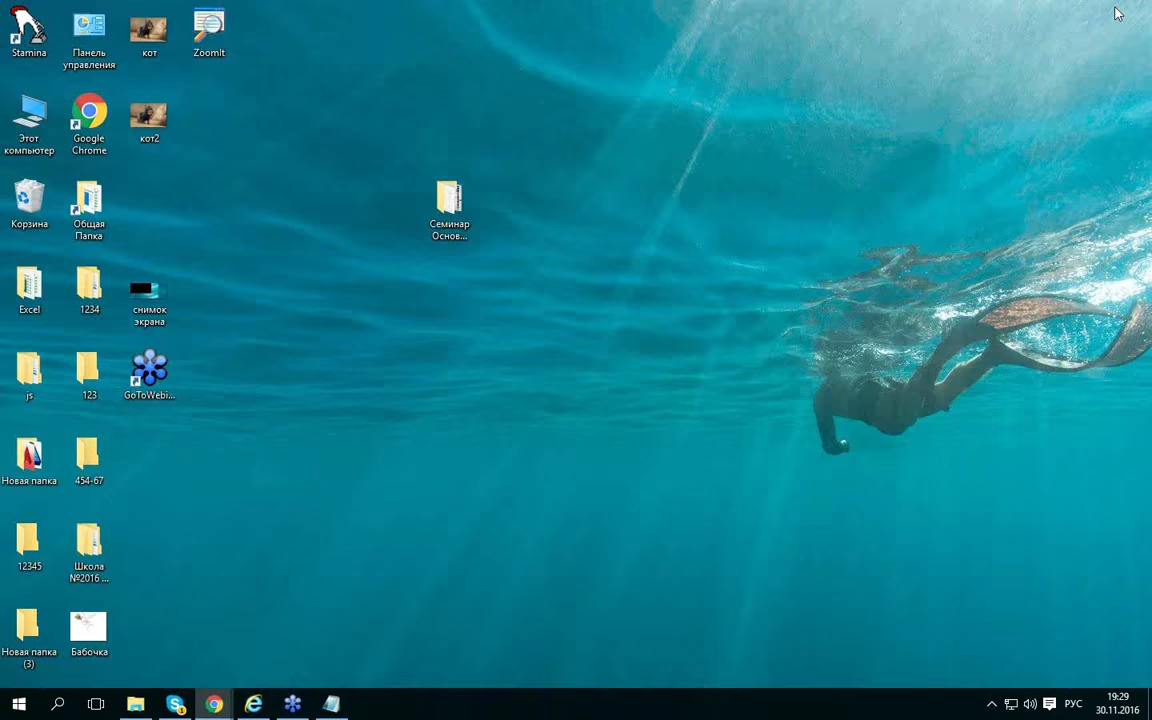 Stamina
Панель
управления
кот
ZoomIt
Этот
компьютер
Google
Chrome
кот2
Корзина
Общая
Папка
Семинар
Основ...
Excel
1234
снимок
экрана
js
123
GoToWebi...
Новая папка
454-67
12345
Школа
№2016 ...
Новая папка
(3)
Бабочка
РУС
19:29
30.11.2016